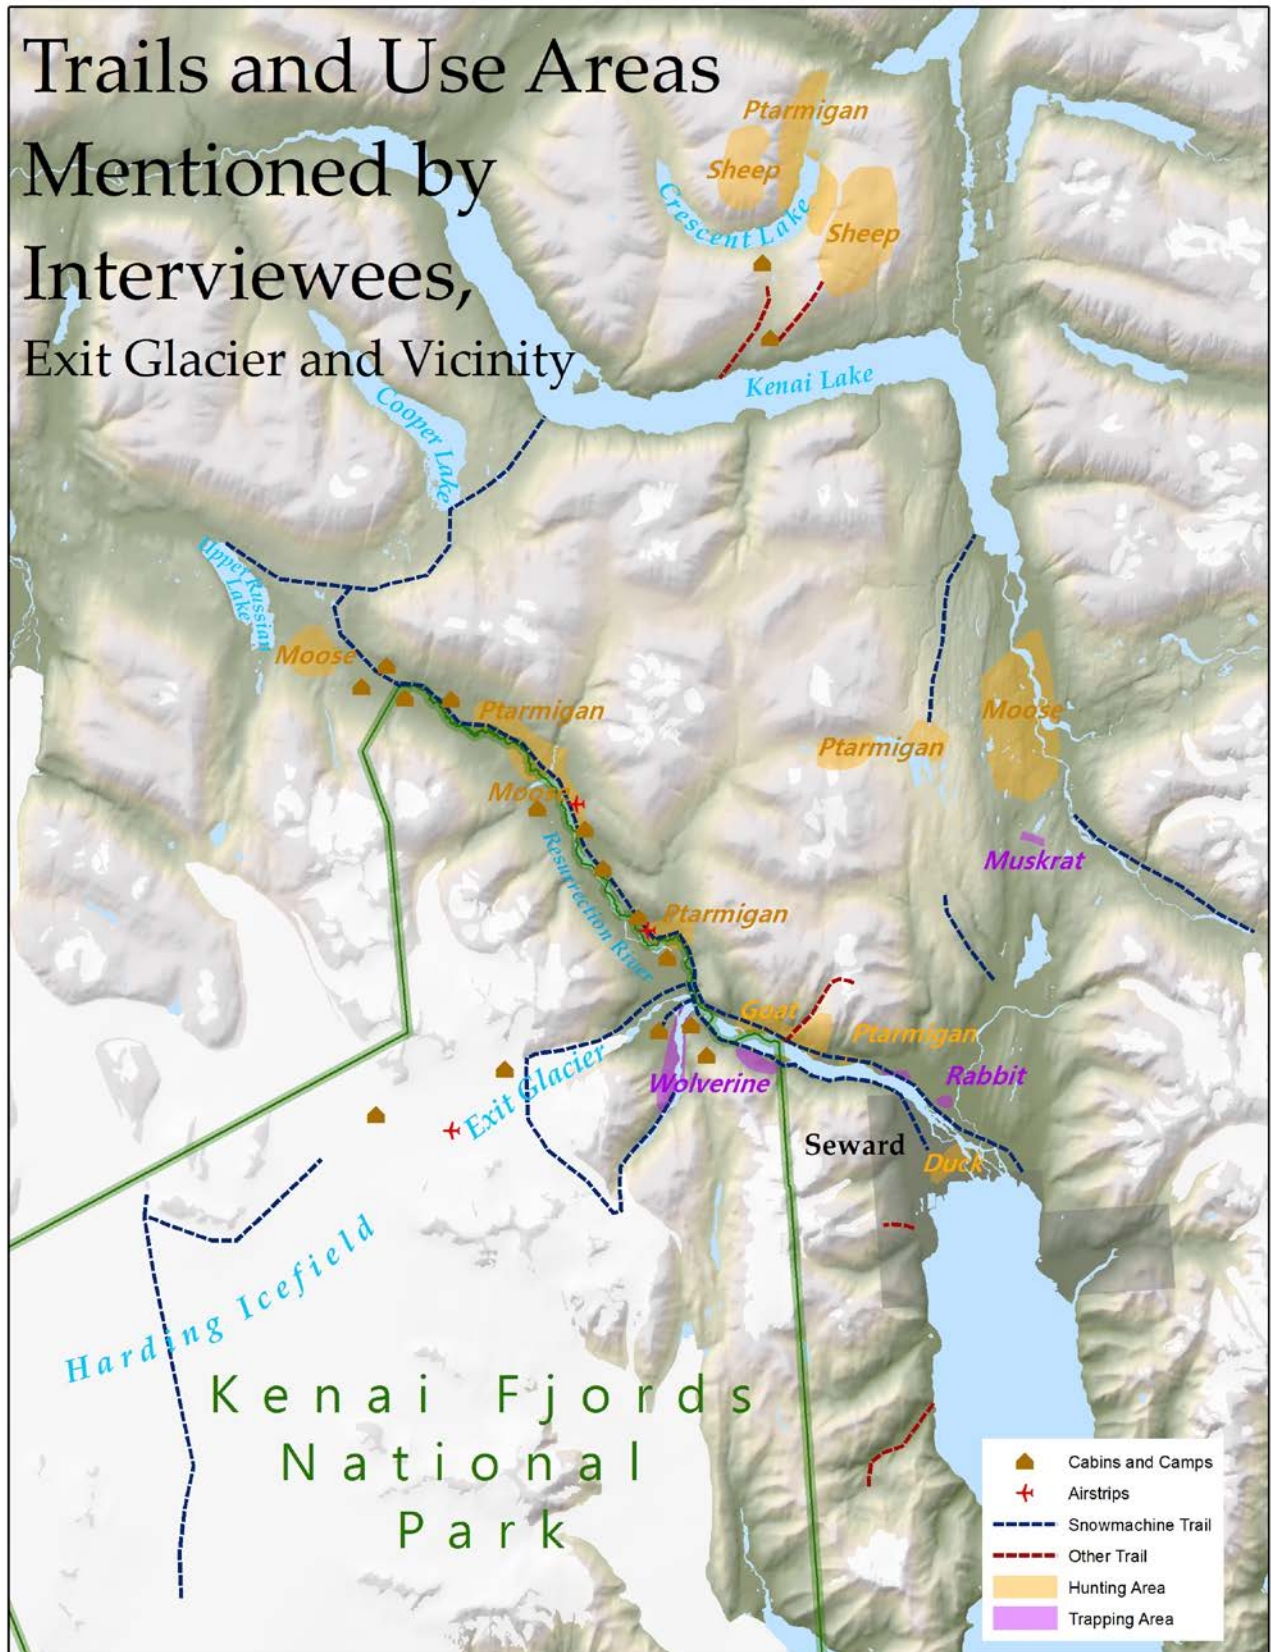 Trails and Use Areas
Mentioned by
Interviewees,
Exit Glacier and Vicinity
Ptarmigan
Sheep
Crescent Lake
Sheep
Kenai Lake
Cooper Lake
Upper Russian
Lake
Moose
Ptarmigan
Moose
Ptarmigan
Moose
Resurrection River
Muskrat
Ptarmigan
Goat
Ptarmigan
Exit Glacier
Wolverine
Rabbit
Seward
Duck
Harding Icefield
Kenai Fjords
National
Park
Cabins and Camps
Airstrips
Snowmachine Trail
Other Trail
Hunting Area
Trapping Area